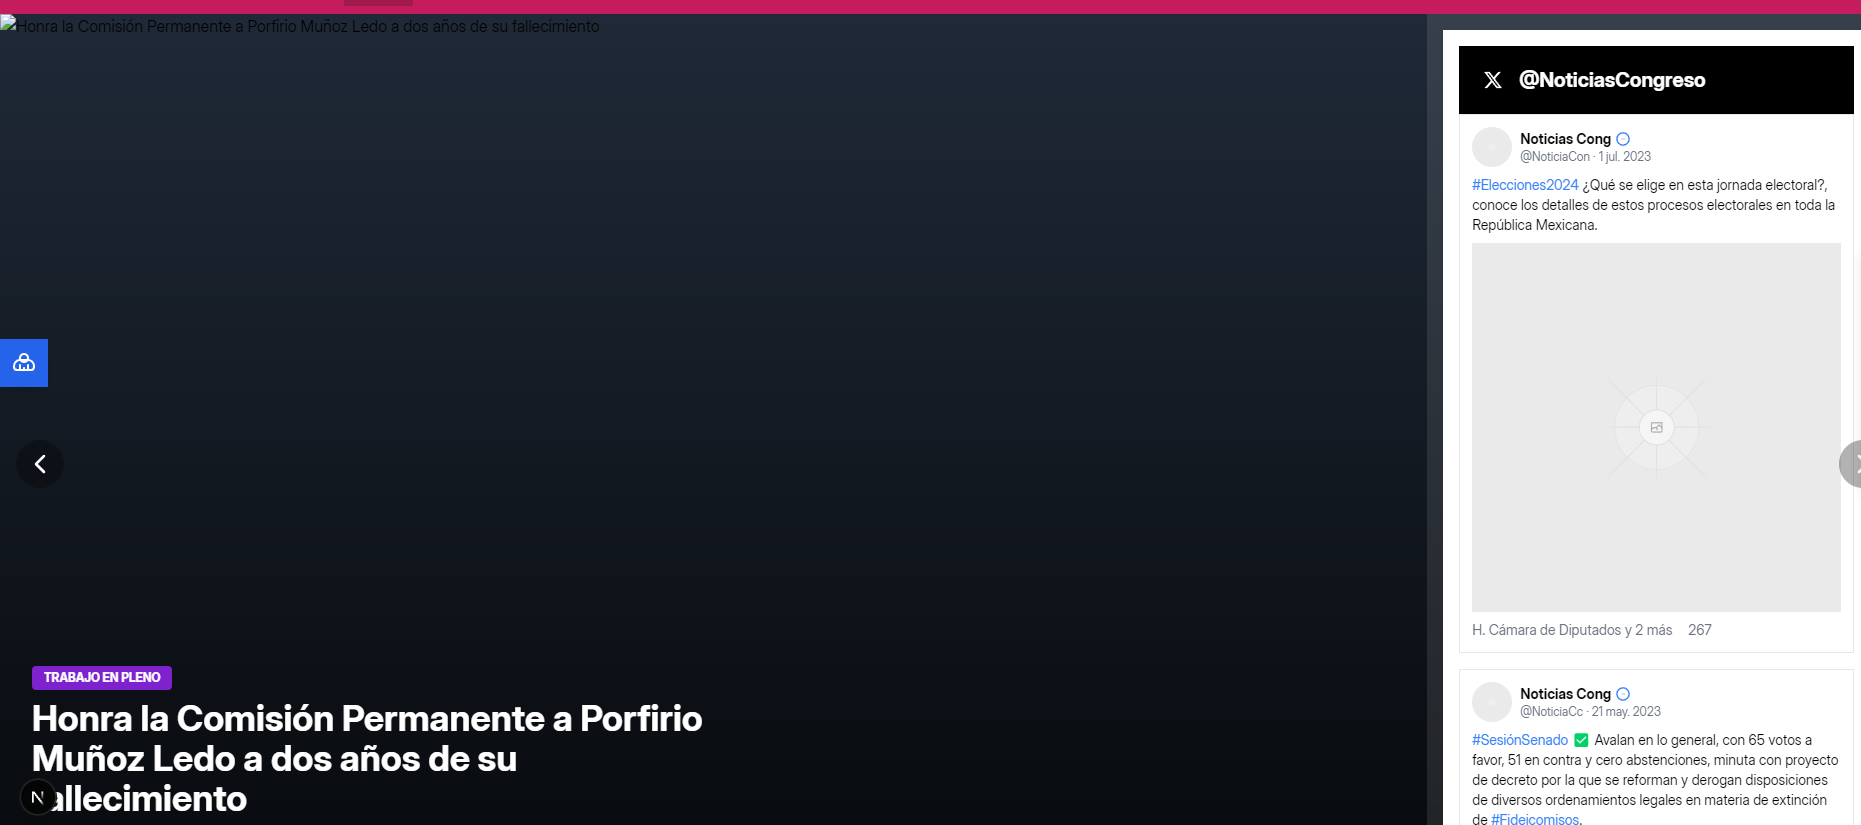 Honra la Comisión Permanente a Porfirio Muñoz Ledo a dos años de su fallecimiento
TRABAJO EN PLENO
Honra la Comisión Permanente a Porfirio
Muñoz Ledo a dos años de su
fallecimiento
N
@NoticiasCongreso
Noticias Cong
@NoticiaCon · 1 jul. 2023
#Elecciones2024 ¿Qué se elige en esta jornada electoral?,
conoce los detalles de estos procesos electorales en toda la
República Mexicana.
H. Cámara de Diputados y 2 más 267
Noticias Cong
@NoticiaCc · 21 may. 2023
#SesiónSenado ✅ Avalan en lo general, con 65 votos a
favor, 51 en contra y cero abstenciones, minuta con proyecto
de decreto por la que se reforman y derogan disposiciones
de diversos ordenamientos legales en materia de extinción
de #Fideicomisos.